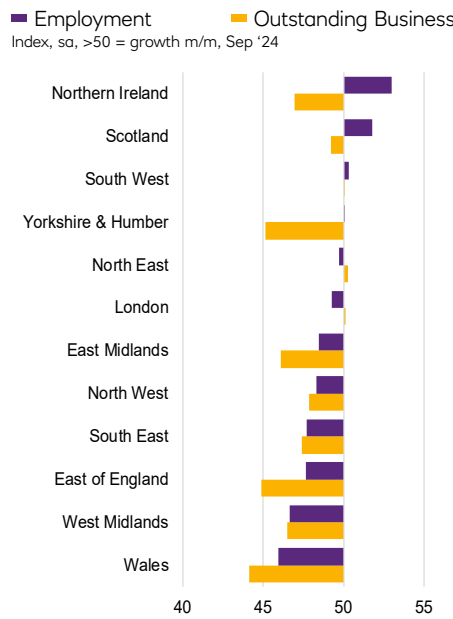 Employment Outstanding Business
Index, sa, >50 = growth m/m, Sep ‘24
Northern Ireland
Scotland
South West
Yorkshire & Humber
North East
London
East Midlands
North West
South East
East of England
West Midlands
Wales
40 45 50 55